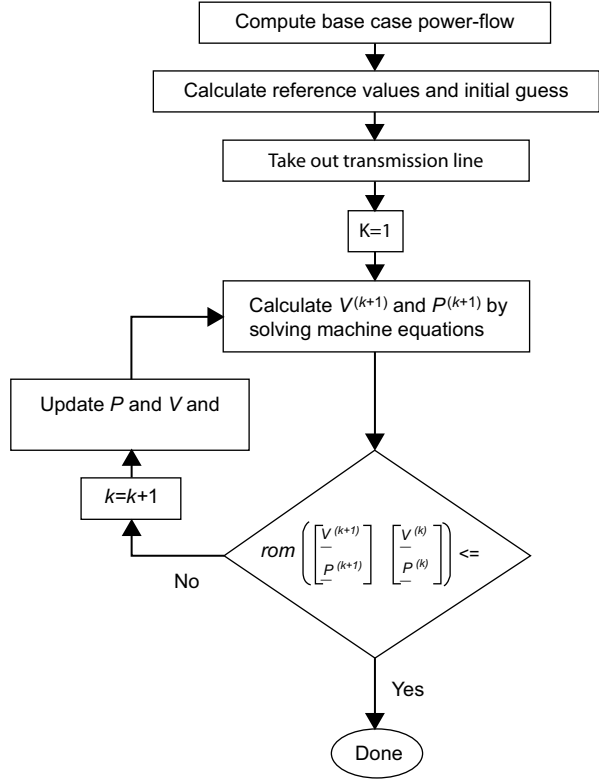 Compute base case power-flow
Calculate reference values and initial guess
Take out transmission line
K=1
Calculate V^(k+1) and P^(k+1) by
solving machine equations
Update P and V and
k=k+1
rom ([V^(k+1) P^(k+1)] [V^(k) P^(k)]) <=
No
Yes
Done